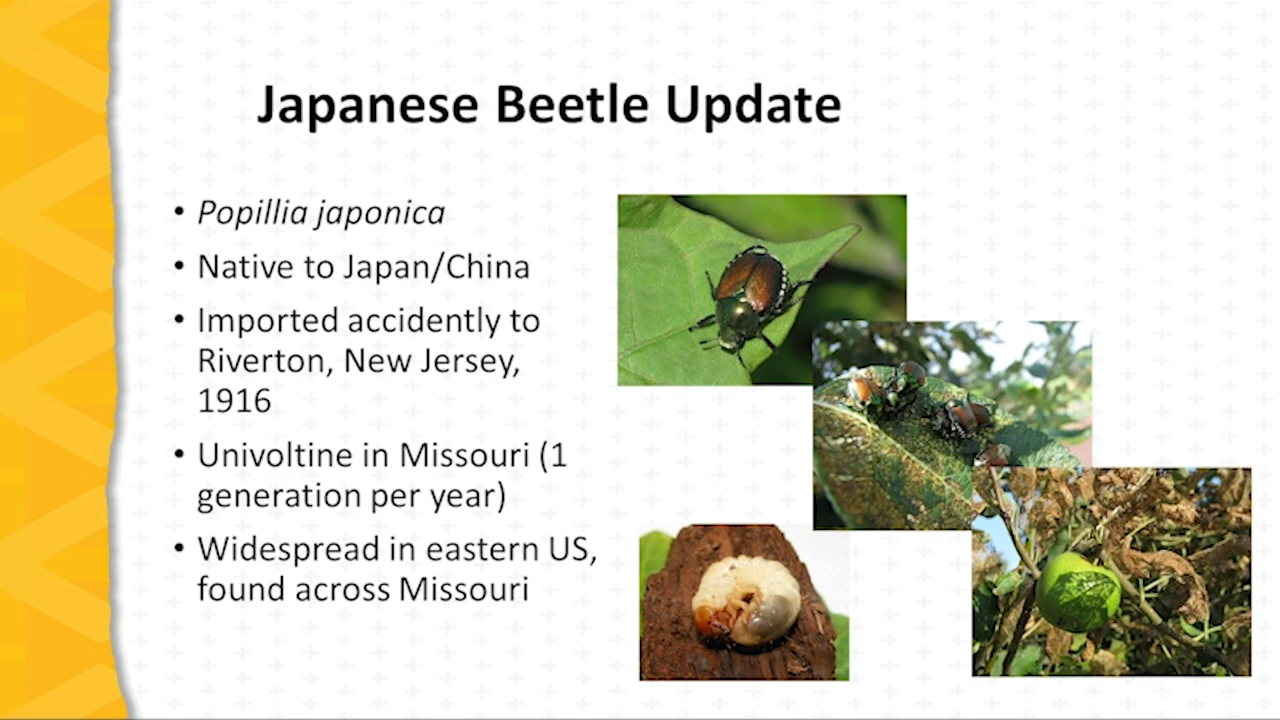 Japanese Beetle Update
• Popillia japonica
• Native to Japan/China
• Imported accidently to
Riverton, New Jersey,
1916
• Univoltine in Missouri (1
generation per year)
• Widespread in eastern US,
found across Missouri